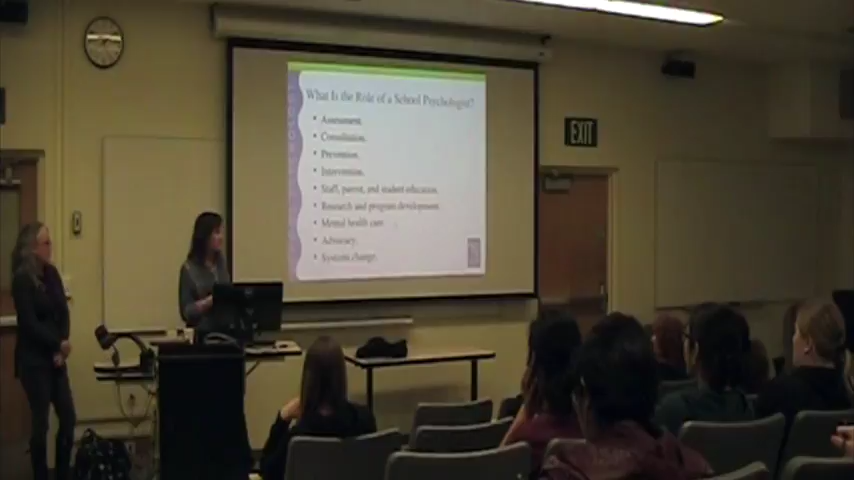 What Is the Role of a School Psychologist?
• Assessment.
• Consultation.
• Prevention.
• Intervention.
• Staff, parent, and student education.
• Research and program development.
• Mental health care
• Advocacy.
• Systems change.
EXIT